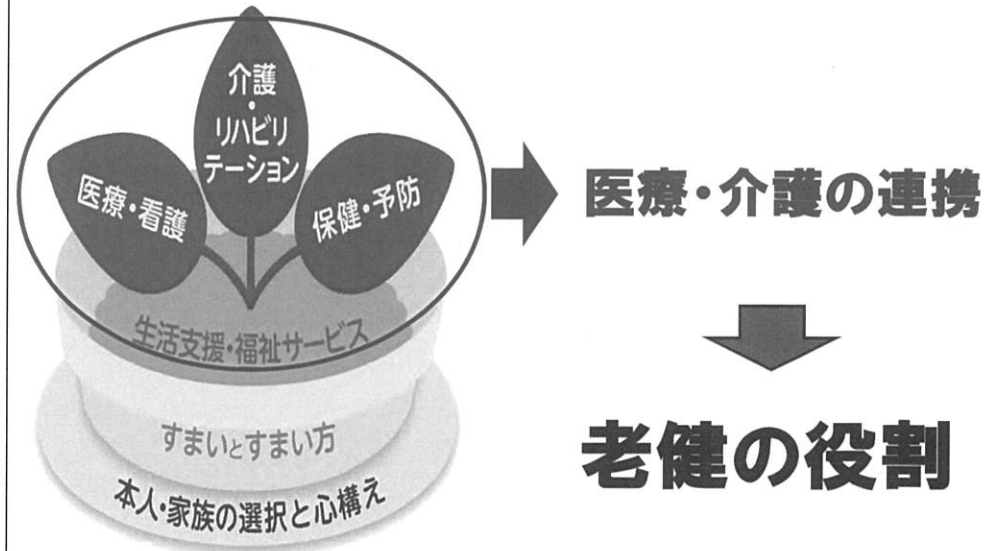 介護
・
リハビリ
テーション
医療・看護
保健・予防
生活支援・福祉サービス
すまいとすまい方
本人・家族の選択と心構え
医療・介護の連携
老健の役割